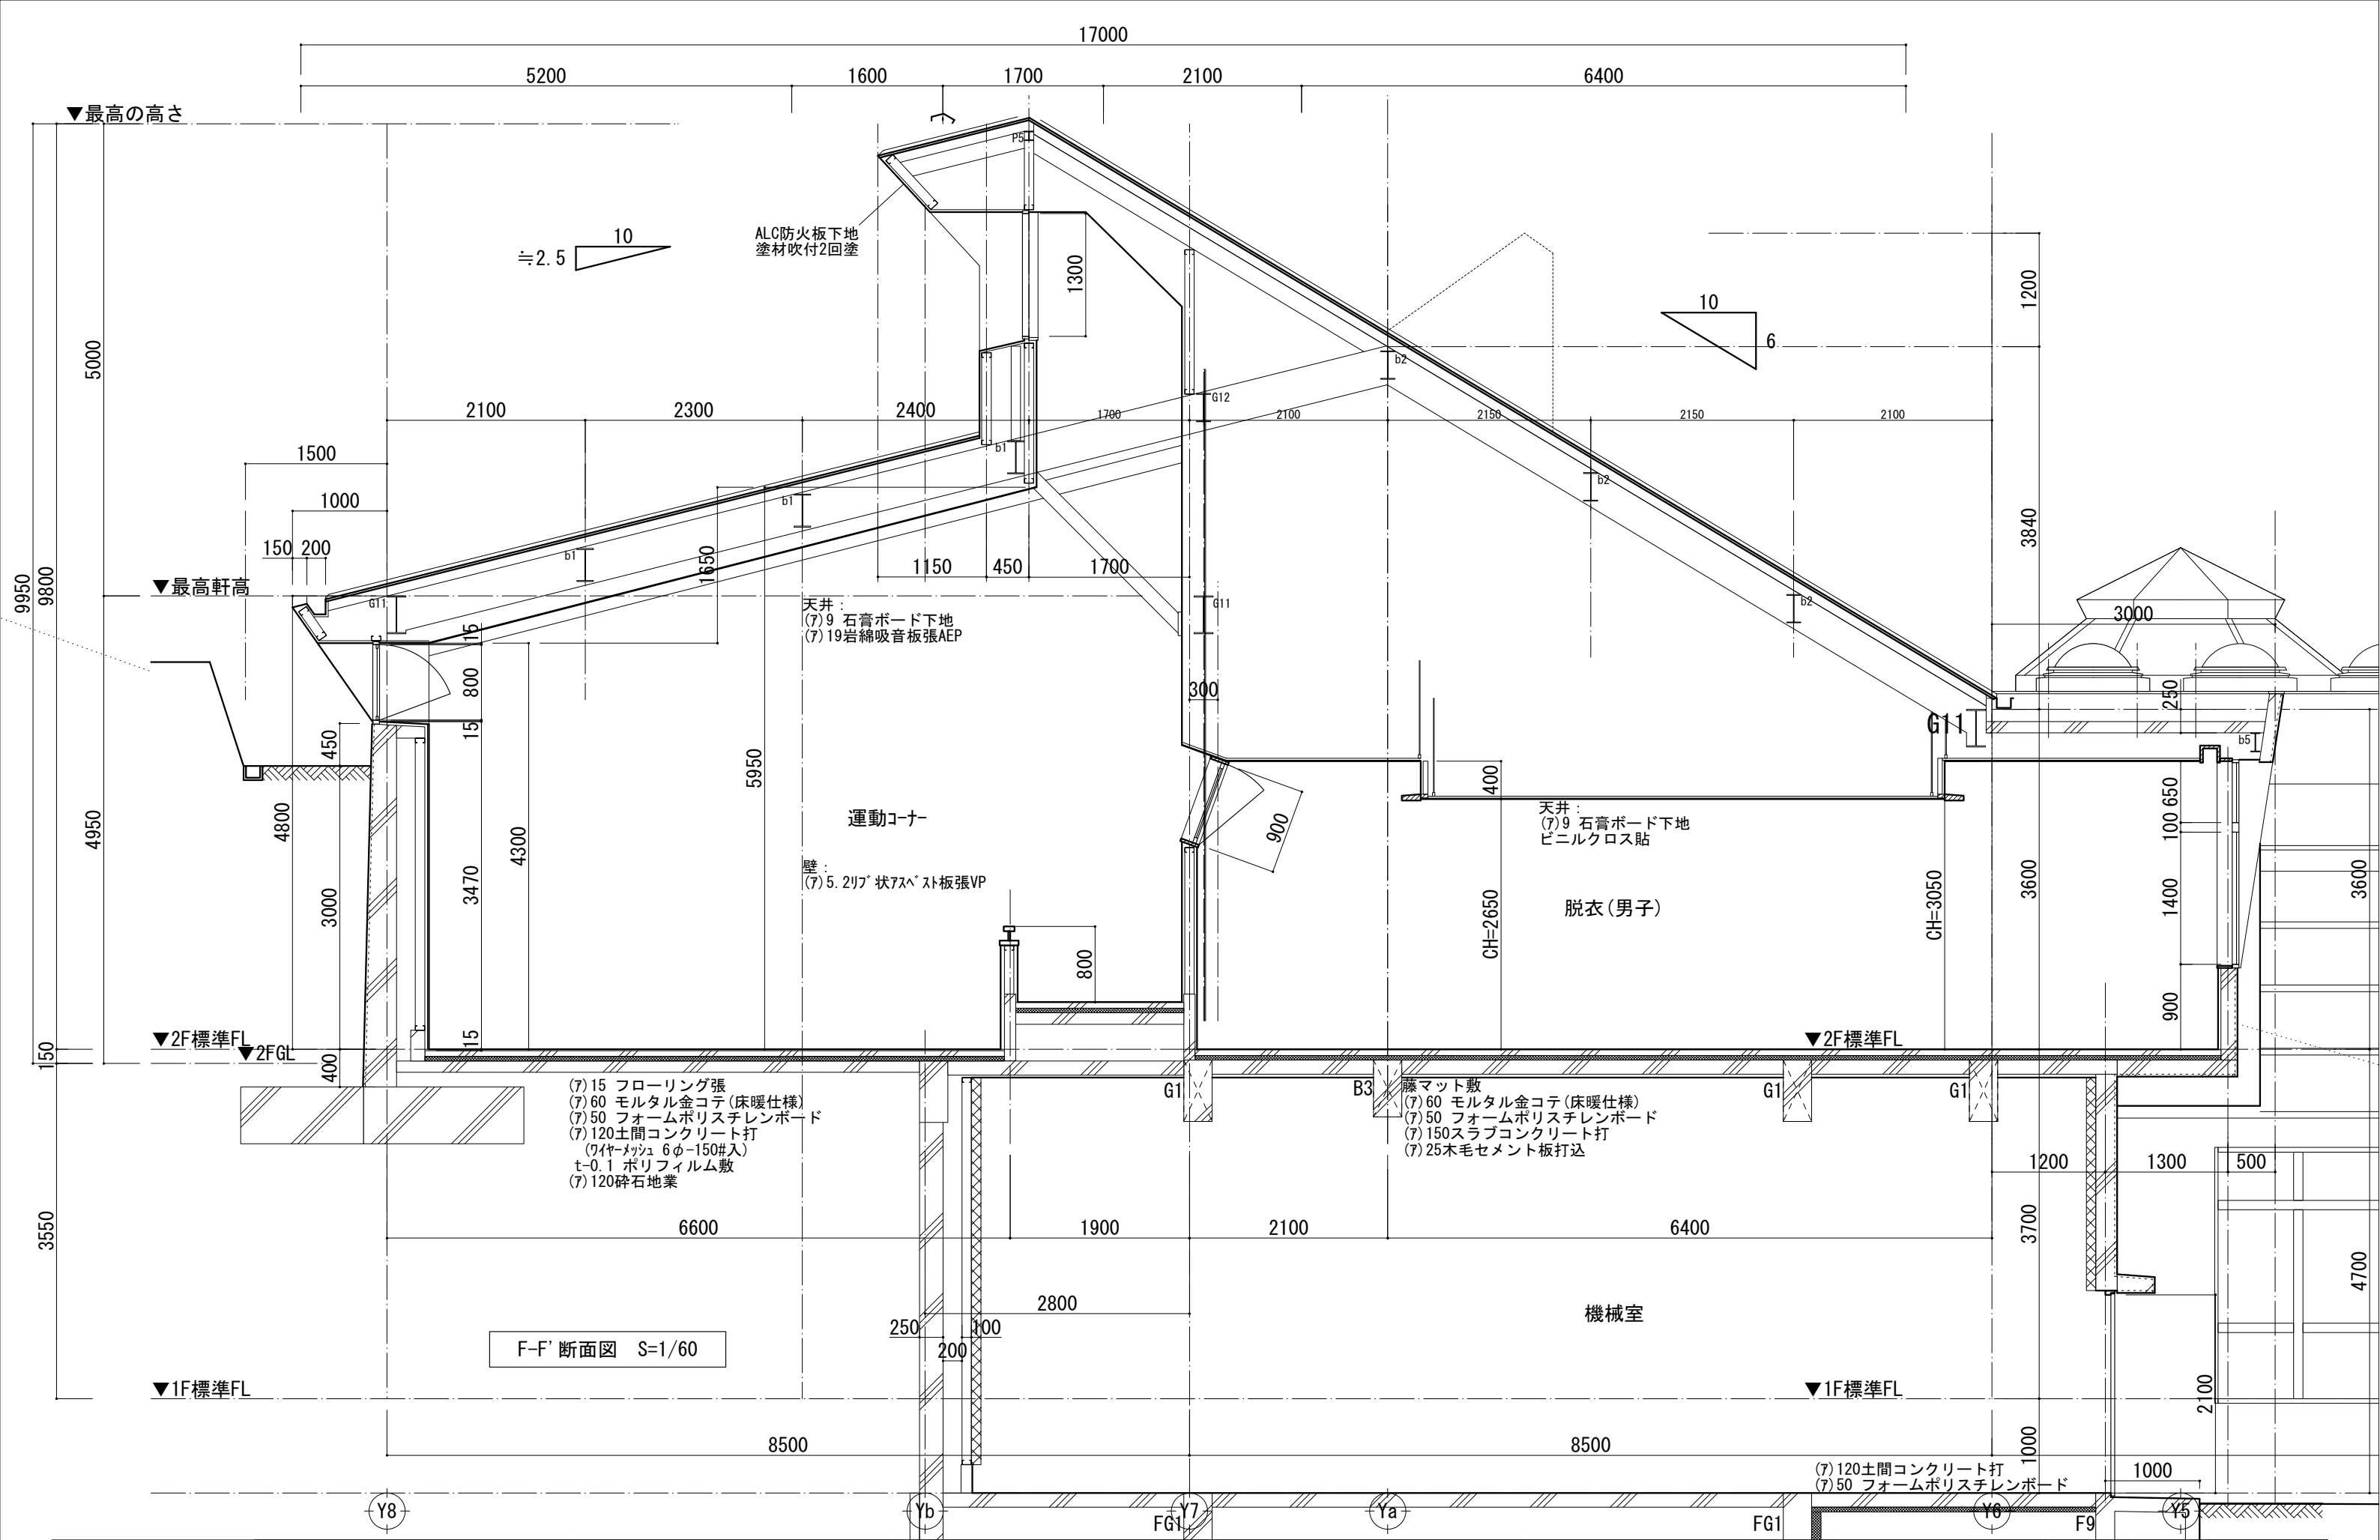 17000
5200
1600
1700
2100
6400
▼最高の高さ
P5
ALC防火板下地
塗材吹付2回塗
10
≒2.5
1300
10
6
1200
5000
b2
G12
2100
2300
2400
1700
2100
2150
2150
2100
1500
b1
1000
b1
b2
3840
150
200
b1
1650
1150
450
1700
9950
9800
▼最高軒高
G11
G11
b2
3000
天井：
(ｱ)9 石膏ボード下地
(ｱ)19岩綿吸音板張AEP
15
800
15
300
250
G11
b5
450
5950
400
650
100
4950
4800
4300
運動ｺｰﾅｰ
900
天井：
(ｱ)9 石膏ボード下地
ビニルクロス貼
3000
3470
壁：
(ｱ)5.2ﾘﾌﾞ状ｱｽﾍﾞｽﾄ板張VP
CH=2650
脱衣(男子)
CH=3050
3600
1400
3600
800
900
15
▼2F標準FL
▼2FGL
▼2F標準FL
150
400
(ｱ)15 フローリング張
(ｱ)60 モルタル金コテ(床暖仕様)
(ｱ)50 フォームポリスチレンボード
(ｱ)120土間コンクリート打
(ﾜｲﾔｰﾒｯｼｭ 6φ-150#入)
t-0.1 ポリフィルム敷
(ｱ)120砕石地業
G1
B3
藤マット敷
(ｱ)60 モルタル金コテ(床暖仕様)
(ｱ)50 フォームポリスチレンボード
(ｱ)150スラブコンクリート打
(ｱ)25木毛セメント板打込
G1
G1
1200
1300
500
3550
6600
1900
2100
6400
3700
4700
2800
250
100
200
機械室
F-F'断面図 S=1/60
▼1F標準FL
▼1F標準FL
2100
8500
8500
1000
(ｱ)120土間コンクリート打
(ｱ)50 フォームポリスチレンボード
1000
Y8
Yb
Y7
Ya
Y6
Y5
FG1
FG1
F9